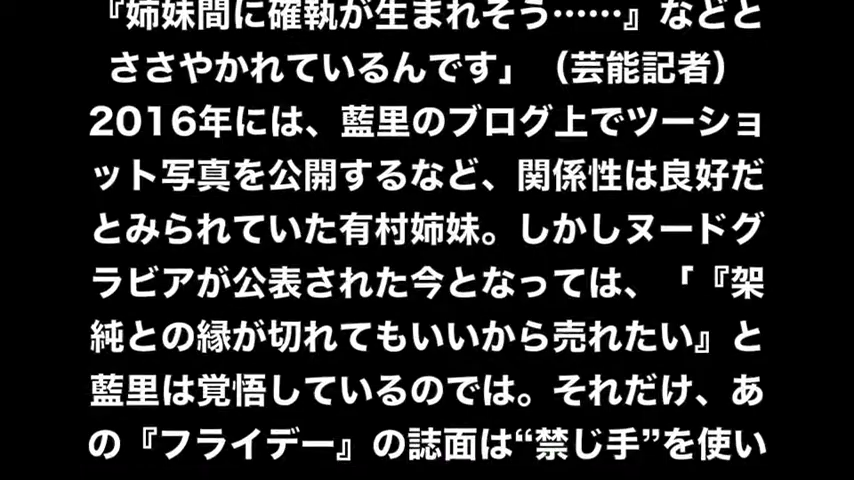 『姉妹間に確執が生まれそう……』などと
ささやかれているんです」（芸能記者）
2016年には、藍里のブログ上でツーショ
ット写真を公開するなど、関係性は良好だ
とみられていた有村姉妹。しかしヌードグ
ラビアが公表された今となっては、「『架
純との縁が切れてもいいから売れたい』と
藍里は覚悟しているのでは。それだけ、あ
の『フライデー』の誌面は“禁じ手”を使い